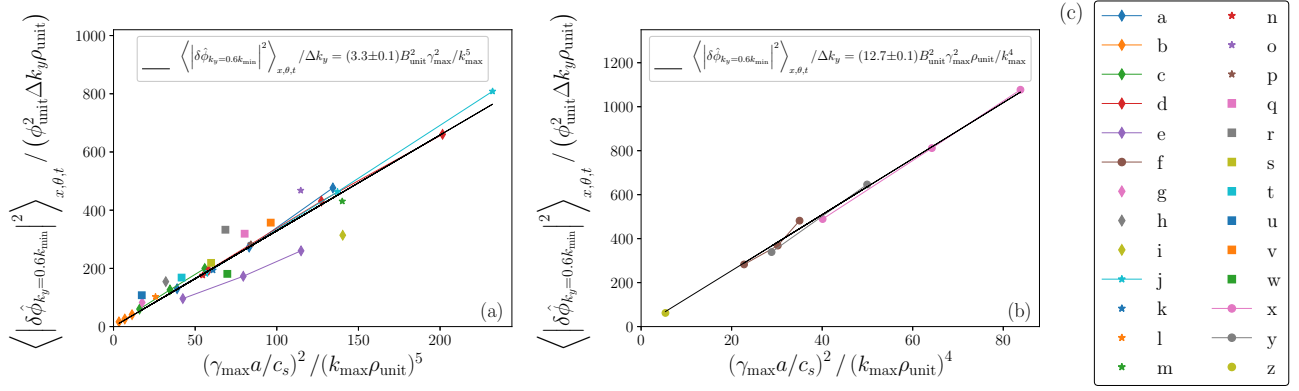 ⟨|δφ̂_{k_y=0.6k_min}|²⟩_{x,θ,t} / (φ²_unit Δk_y ρ_unit)
1000
800
600
400
200
0
⟨|δφ̂_{k_y=0.6k_min}|²⟩_{x,θ,t} /Δk_y = (3.3±0.1)B²_unit γ²_max/k⁵_max
(a)
0 50 100 150 200
(γ_max a/c_s)² / (k_max ρ_unit)⁵
⟨|δφ̂_{k_y=0.6k_min}|²⟩_{x,θ,t} / (φ²_unit Δk_y ρ_unit)
1200
1000
800
600
400
200
0
⟨|δφ̂_{k_y=0.6k_min}|²⟩_{x,θ,t} /Δk_y = (12.7±0.1)B²_unit γ²_max ρ_unit/k⁴_max
(b)
0 20 40 60 80
(γ_max a/c_s)² / (k_max ρ_unit)⁴
(c)
a
b
c
d
e
f
g
h
i
j
k
l
m
n
o
p
q
r
s
t
u
v
w
x
y
z